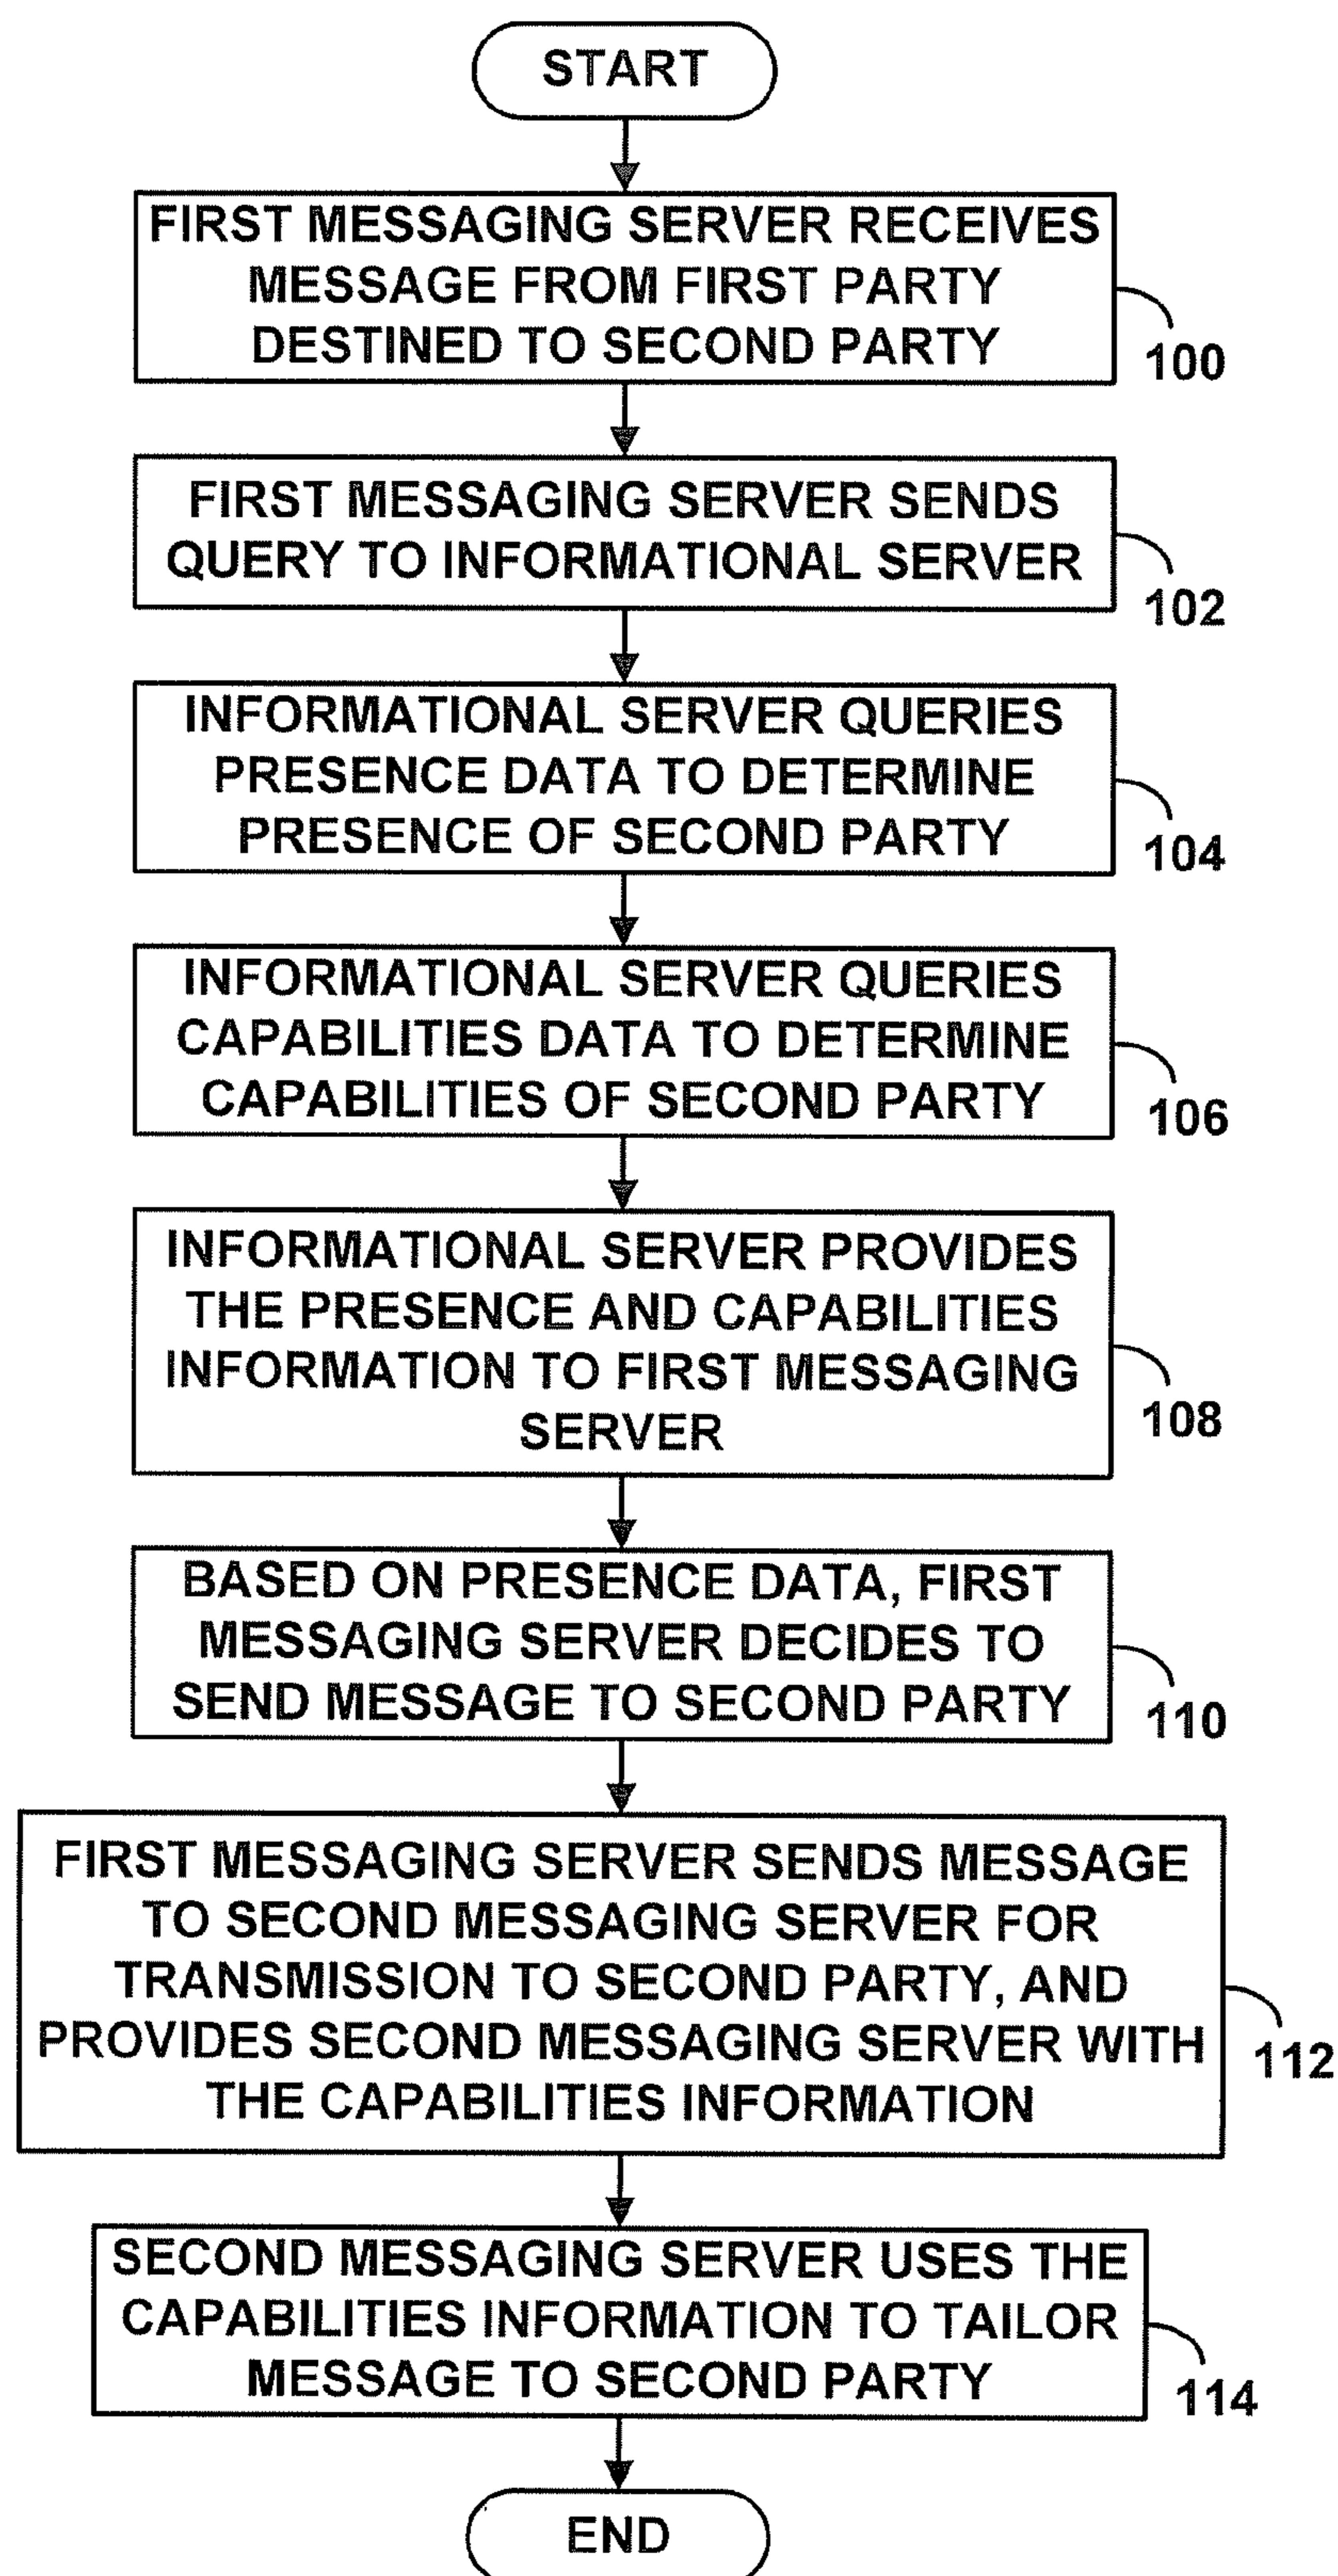 START
FIRST MESSAGING SERVER RECEIVES
MESSAGE FROM FIRST PARTY
DESTINED TO SECOND PARTY
100
FIRST MESSAGING SERVER SENDS
QUERY TO INFORMATIONAL SERVER
102
INFORMATIONAL SERVER QUERIES
PRESENCE DATA TO DETERMINE
PRESENCE OF SECOND PARTY
104
INFORMATIONAL SERVER QUERIES
CAPABILITIES DATA TO DETERMINE
CAPABILITIES OF SECOND PARTY
106
INFORMATIONAL SERVER PROVIDES
THE PRESENCE AND CAPABILITIES
INFORMATION TO FIRST MESSAGING
SERVER
108
BASED ON PRESENCE DATA, FIRST
MESSAGING SERVER DECIDES TO
SEND MESSAGE TO SECOND PARTY
110
FIRST MESSAGING SERVER SENDS MESSAGE
TO SECOND MESSAGING SERVER FOR
TRANSMISSION TO SECOND PARTY, AND
PROVIDES SECOND MESSAGING SERVER WITH
THE CAPABILITIES INFORMATION
112
SECOND MESSAGING SERVER USES THE
CAPABILITIES INFORMATION TO TAILOR
MESSAGE TO SECOND PARTY
114
END